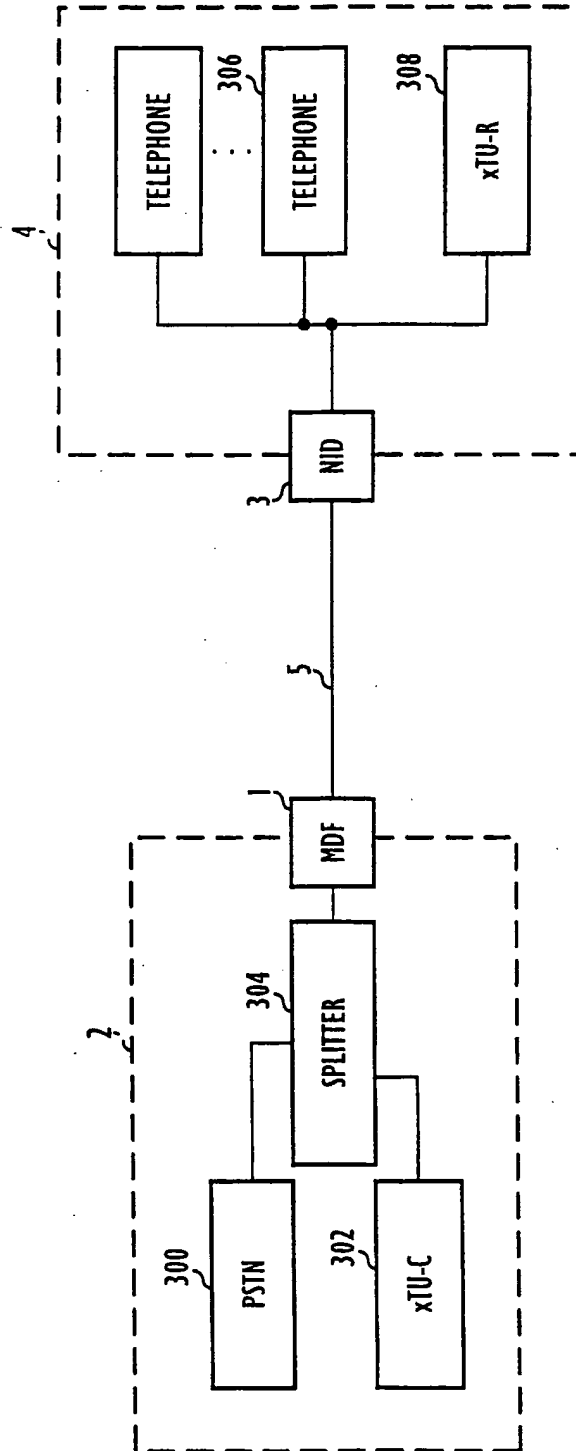 2
300
PSTN
302
xTU-C
304
SPLITTER
1
MDF
5
3
NID
4
TELEPHONE
306
TELEPHONE
308
xTU-R